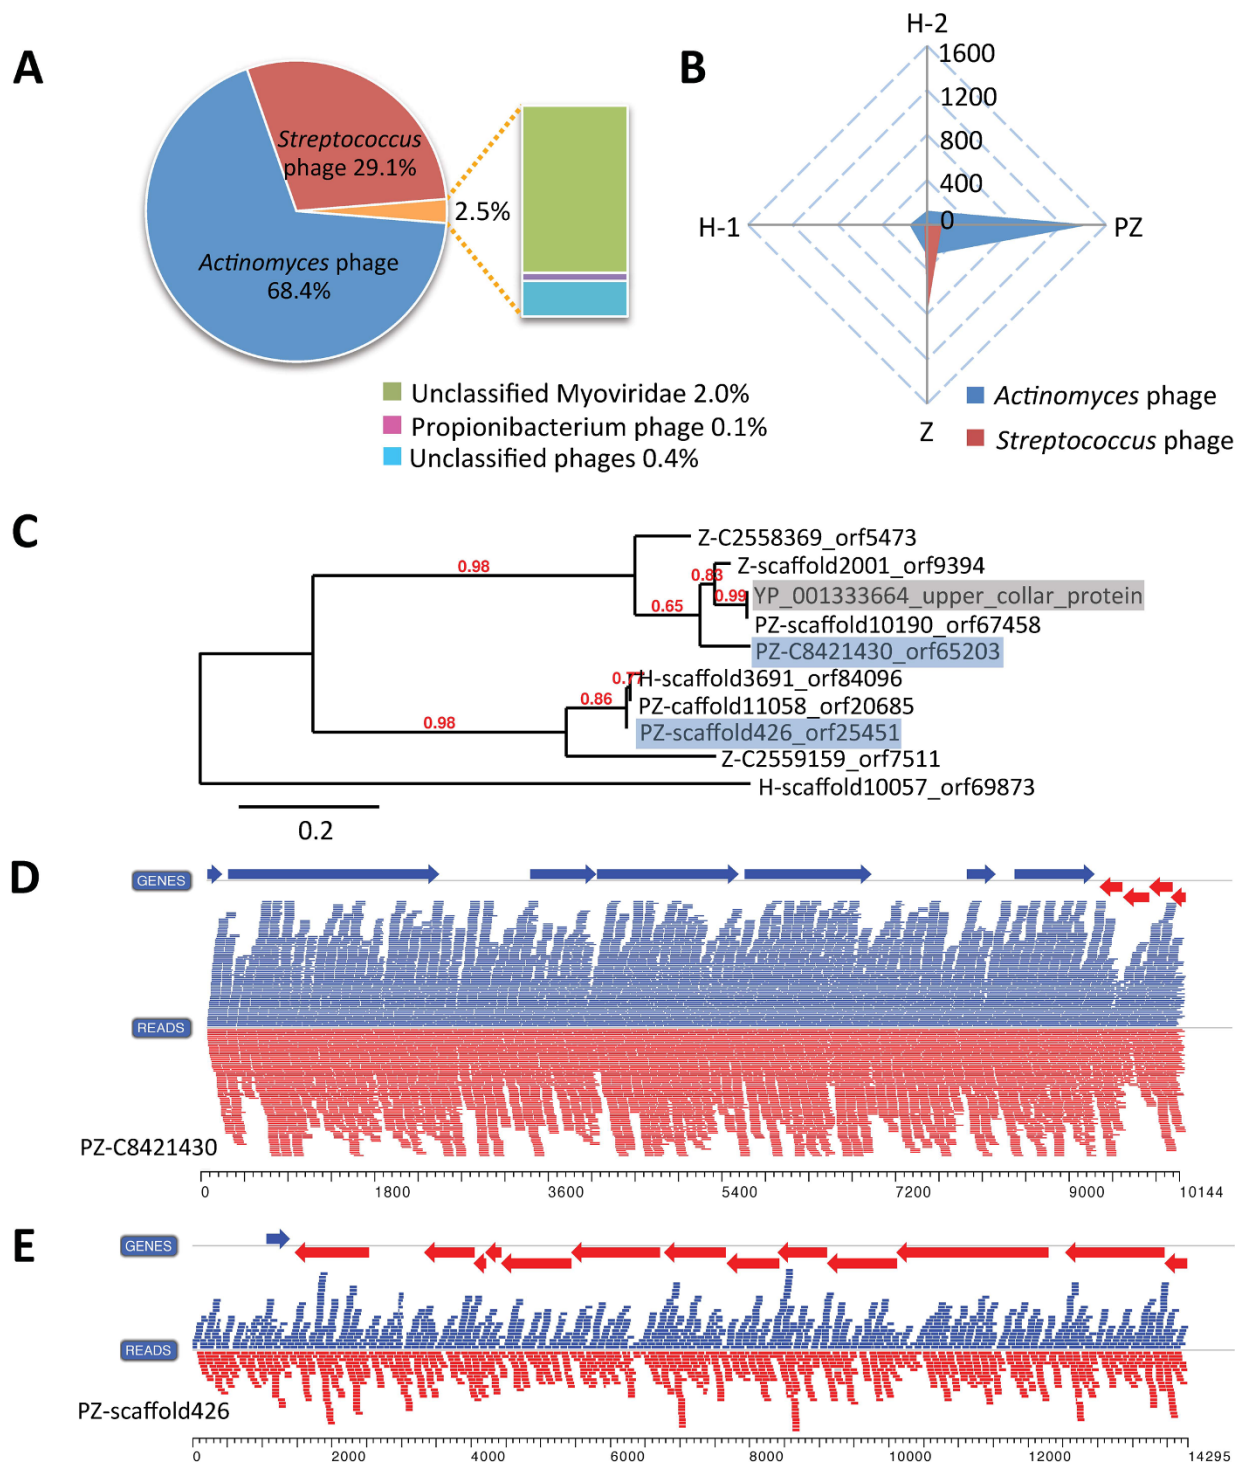 A
Streptococcus
phage 29.1%
2.5%
Actinomyces phage
68.4%
Unclassified Myoviridae 2.0%
Propionibacterium phage 0.1%
Unclassified phages 0.4%
B
H-2
1600
1200
800
400
0
H-1
PZ
Z
Actinomyces phage
Streptococcus phage
C
0.98
Z-C2558369_orf5473
Z-scaffold2001_orf9394
0.83
0.99
YP_001333664_upper_collar_protein
0.65
PZ-scaffold10190_orf67458
PZ-C8421430_orf65203
0.77
H-scaffold3691_orf84096
0.86
PZ-caffold11058_orf20685
0.98
PZ-scaffold426_orf25451
Z-C2559159_orf7511
H-scaffold10057_orf69873
0.2
D
GENES
READS
PZ-C8421430
0 1800 3600 5400 7200 9000 10144
E
GENES
READS
PZ-scaffold426
0 2000 4000 6000 8000 10000 12000 14295